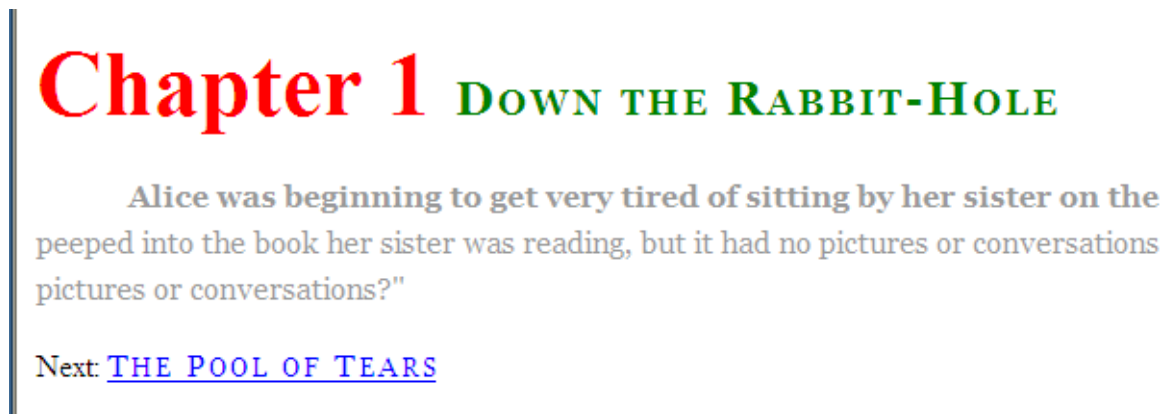 Chapter 1 Down the Rabbit-Hole
Alice was beginning to get very tired of sitting by her sister on the
peeped into the book her sister was reading, but it had no pictures or conversations
pictures or conversations?"
Next: The Pool of Tears